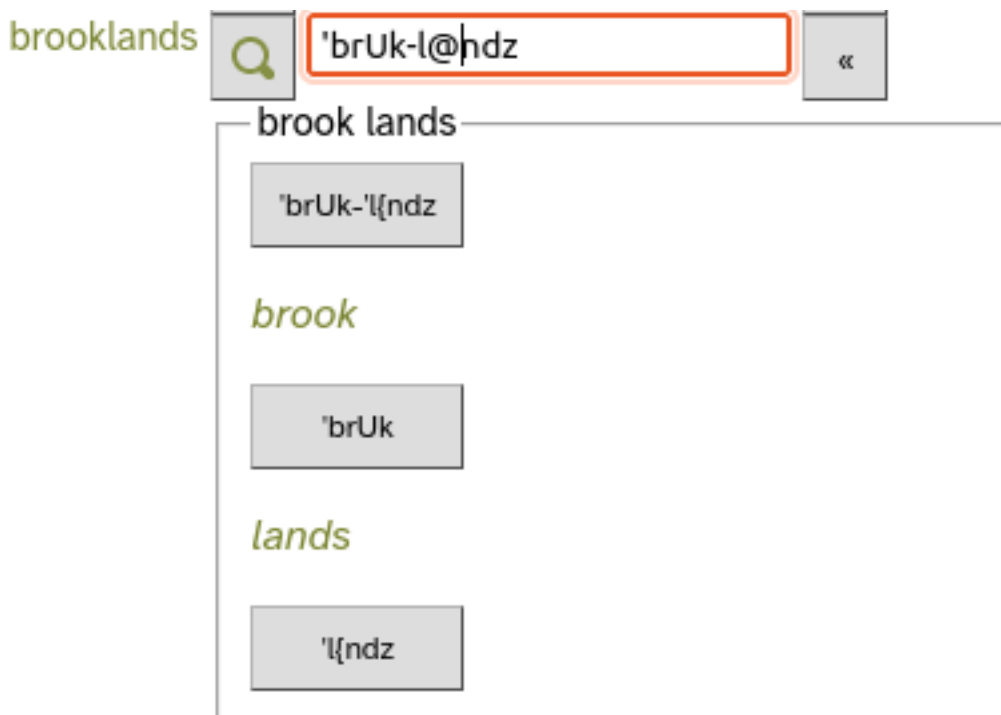 brooklands 'brUk-l@ndz «
brook lands
'brUk-'l{ndz
brook
'brUk
lands
'l{ndz